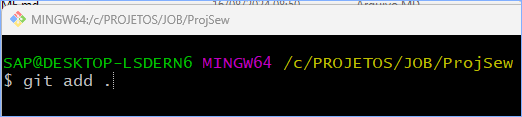 MINGW64:/c/PROJETOS/JOB/ProjSew
SAP@DESKTOP-LSDERN6 MINGW64 /c/PROJETOS/JOB/ProjSew
$ git add .